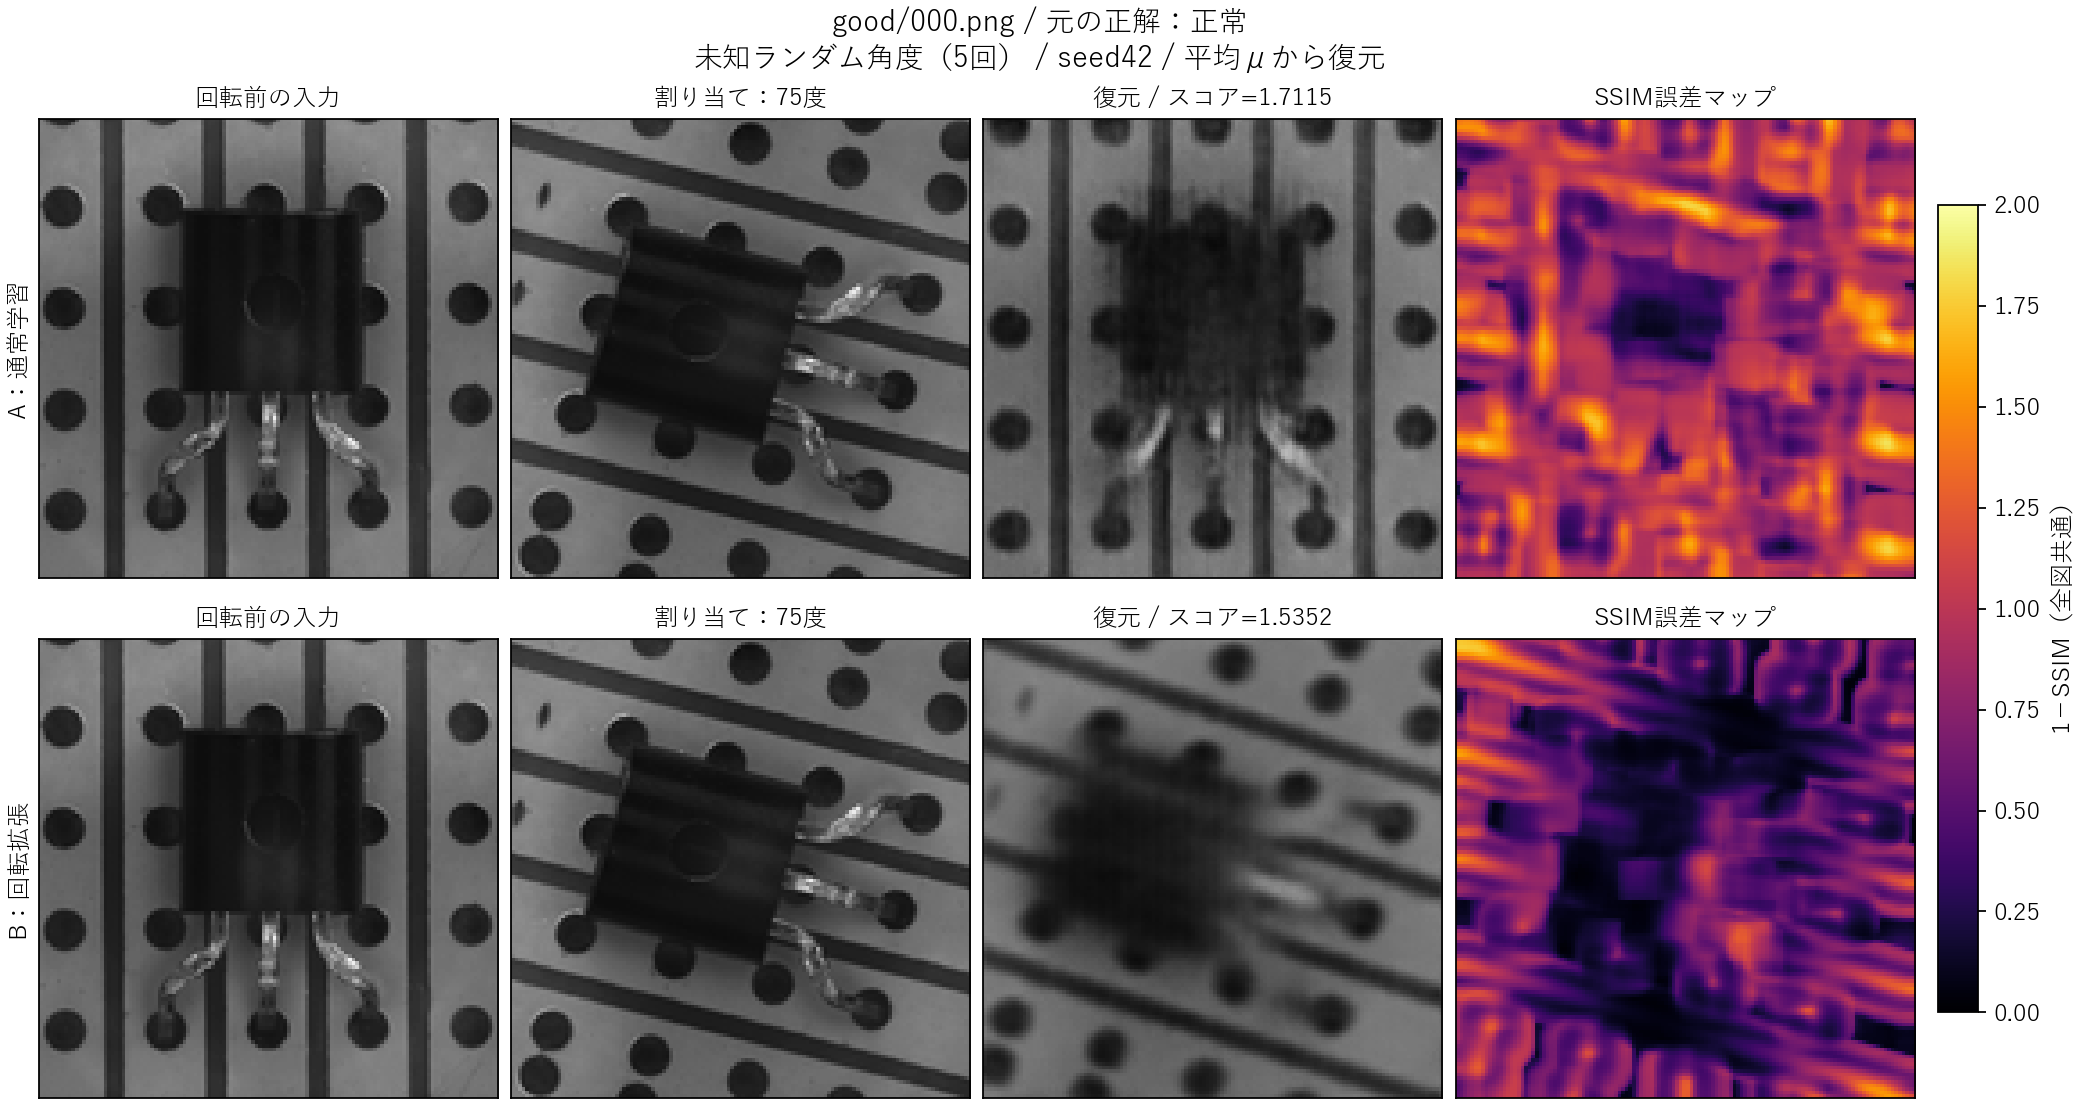 good/000.png / 元の正解：正常
未知ランダム角度（5回） / seed42 / 平均μから復元
回転前の入力
割り当て：75度
復元 / スコア=1.7115
SSIM誤差マップ
A：通常学習
回転前の入力
割り当て：75度
復元 / スコア=1.5352
SSIM誤差マップ
B：回転拡張
2.00
1.75
1.50
1.25
1.00
0.75
0.50
0.25
0.00
1－SSIM（全図共通）